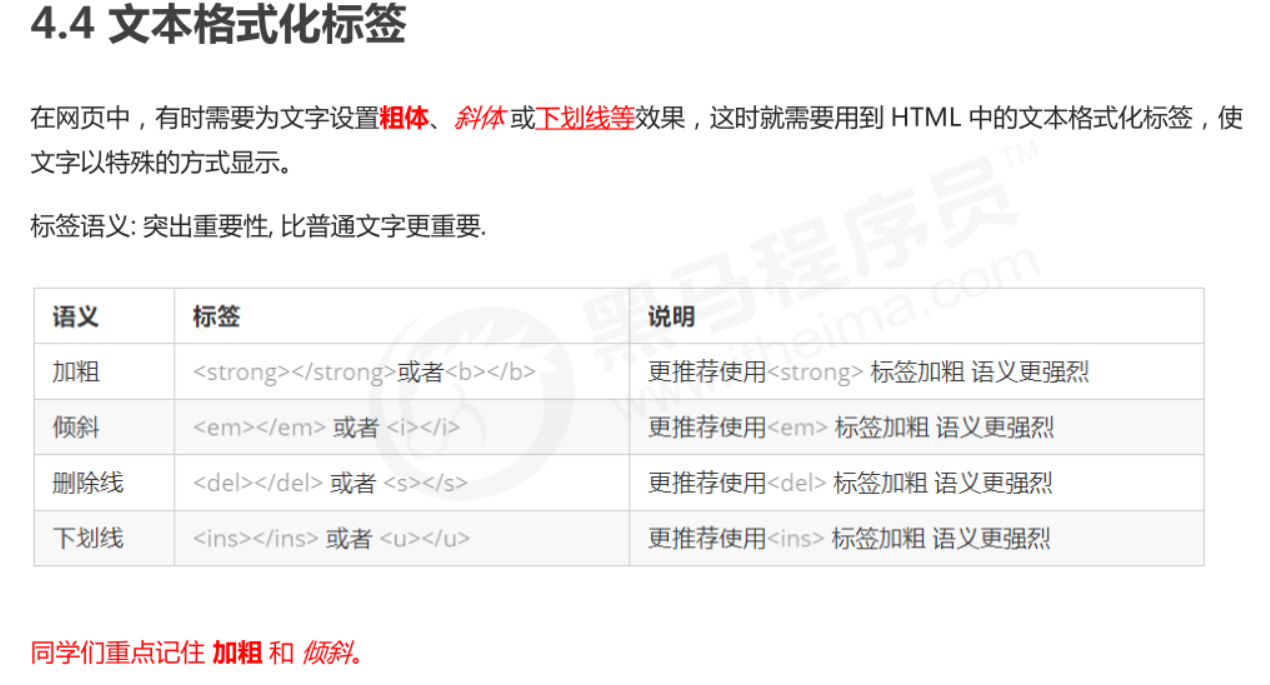 4.4 文本格式化标签
在网页中，有时需要为文字设置粗体、斜体 或下划线等效果，这时就需要用到 HTML 中的文本格式化标签，使
文字以特殊的方式显示。
标签语义: 突出重要性, 比普通文字更重要.
语义 标签 说明
加粗 <strong></strong>或者<b></b> 更推荐使用<strong> 标签加粗 语义更强烈
倾斜 <em></em> 或者 <i></i> 更推荐使用<em> 标签加粗 语义更强烈
删除线 <del></del> 或者 <s></s> 更推荐使用<del> 标签加粗 语义更强烈
下划线 <ins></ins> 或者 <u></u> 更推荐使用<ins> 标签加粗 语义更强烈
同学们重点记住 加粗 和 倾斜。
黑马程序员™
www.itheima.com